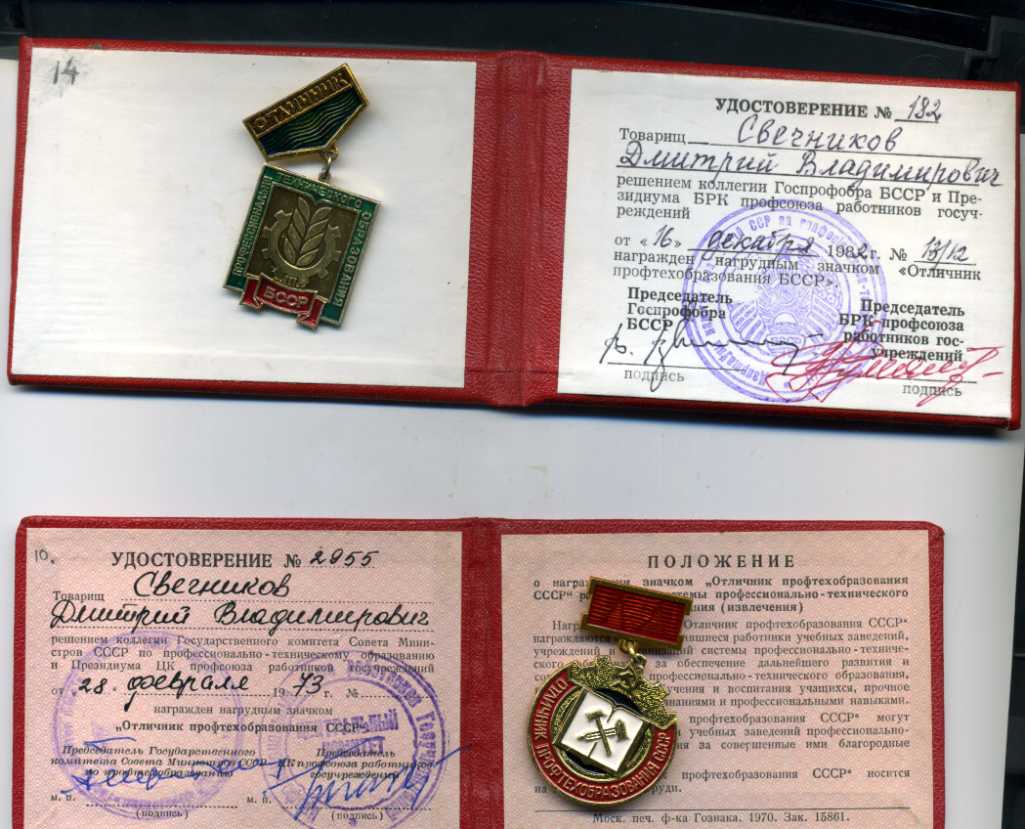 14
ОТЛИЧНИК
ПРОФЕССИОНАЛЬНО
ТЕХНИЧЕСКОГО
ОБРАЗОВАНИЯ
БССР
УДОСТОВЕРЕНИЕ № 182
Товарищ Свечников
Дмитрий Владимирович
решением коллегии Госпрофобра БССР и Пре-
зидиума БРК профсоюза работников госуч-
реждений
от «16» декабря 1982 г. № 13/12
награжден нагрудным значком «Отличник
профтехобразования БССР».
Председатель
Госпрофобра
БССР
подпись
Председатель
БРК профсоюза
работников гос-
учреждений
подпись
10.
УДОСТОВЕРЕНИЕ № 2955
Товарищ Свечников
Дмитрий Владимирович
решением коллегии Государственного комитета Совета Мини-
стров СССР по профессионально-техническому образованию
и Президиума ЦК профсоюза работников госучреждений
от 28. февраля 1973 г. №
награжден нагрудным значком
„Отличник профтехобразования СССР“
Председатель Государственного
комитета Совета Министров СССР
по профтехобразованию
м. п.
(подпись)
Председатель
ЦК профсоюза работников
госучреждений
м. п.
(подпись)
ПОЛОЖЕНИЕ
о значком „Отличник профтехобразования
СССР“ профессионально-технического
(извлечения)
Отличник профтехобразования СССР“
работники учебных заведений,
учреждений и системы профессионально-техниче-
ского за обеспечение дальнейшего развития и
профессионально-технического образования,
и воспитания учащихся, прочное
и профессиональными навыками.
профтехобразования СССР“ могут
учебных заведений профессионально-
за совершенные ими благородные
профтехобразования СССР“ носится
ОТЛИЧНИК ПРОФТЕХОБРАЗОВАНИЯ СССР
Моск. печ. ф-ка Гознака. 1970. Зак. 15861.